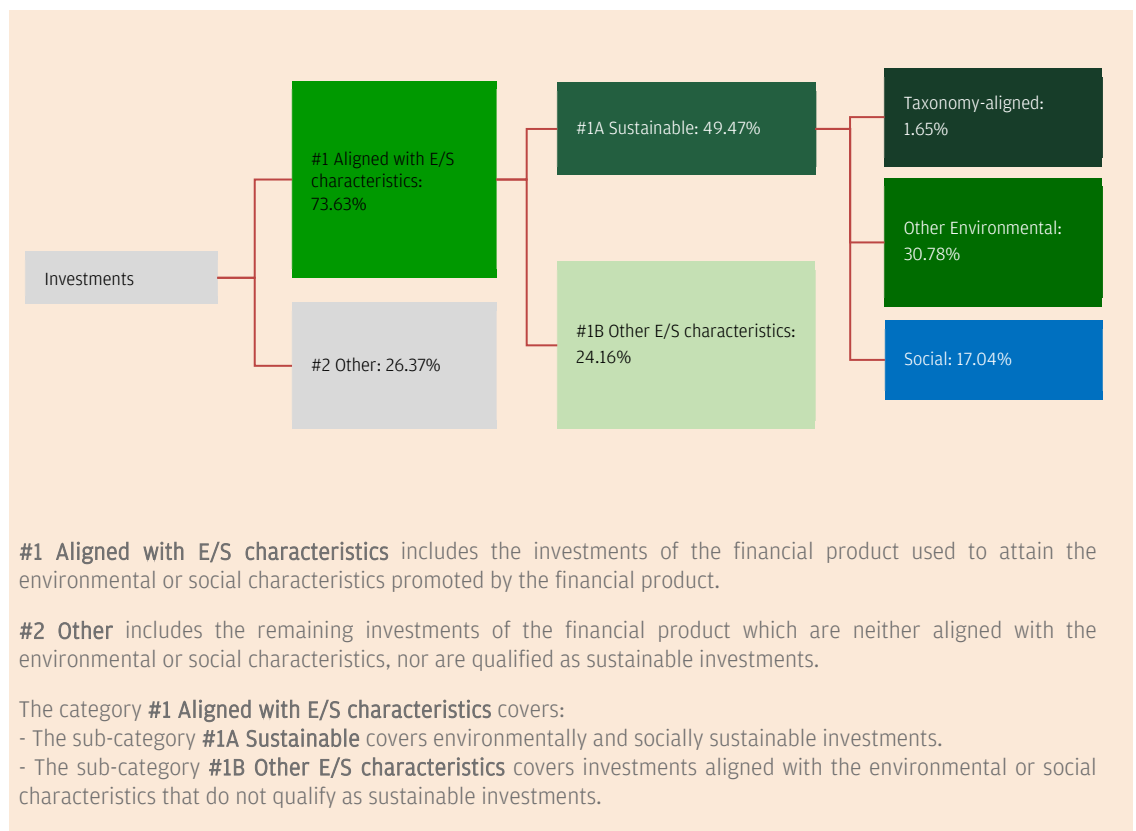 Investments
#1 Aligned with E/S
characteristics:
73.63%
#2 Other: 26.37%
#1A Sustainable: 49.47%
#1B Other E/S characteristics:
24.16%
Taxonomy-aligned:
1.65%
Other Environmental:
30.78%
Social: 17.04%
#1 Aligned with E/S characteristics includes the investments of the financial product used to attain the
environmental or social characteristics promoted by the financial product.
#2 Other includes the remaining investments of the financial product which are neither aligned with the
environmental or social characteristics, nor are qualified as sustainable investments.
The category #1 Aligned with E/S characteristics covers:
- The sub-category #1A Sustainable covers environmentally and socially sustainable investments.
- The sub-category #1B Other E/S characteristics covers investments aligned with the environmental or social
characteristics that do not qualify as sustainable investments.